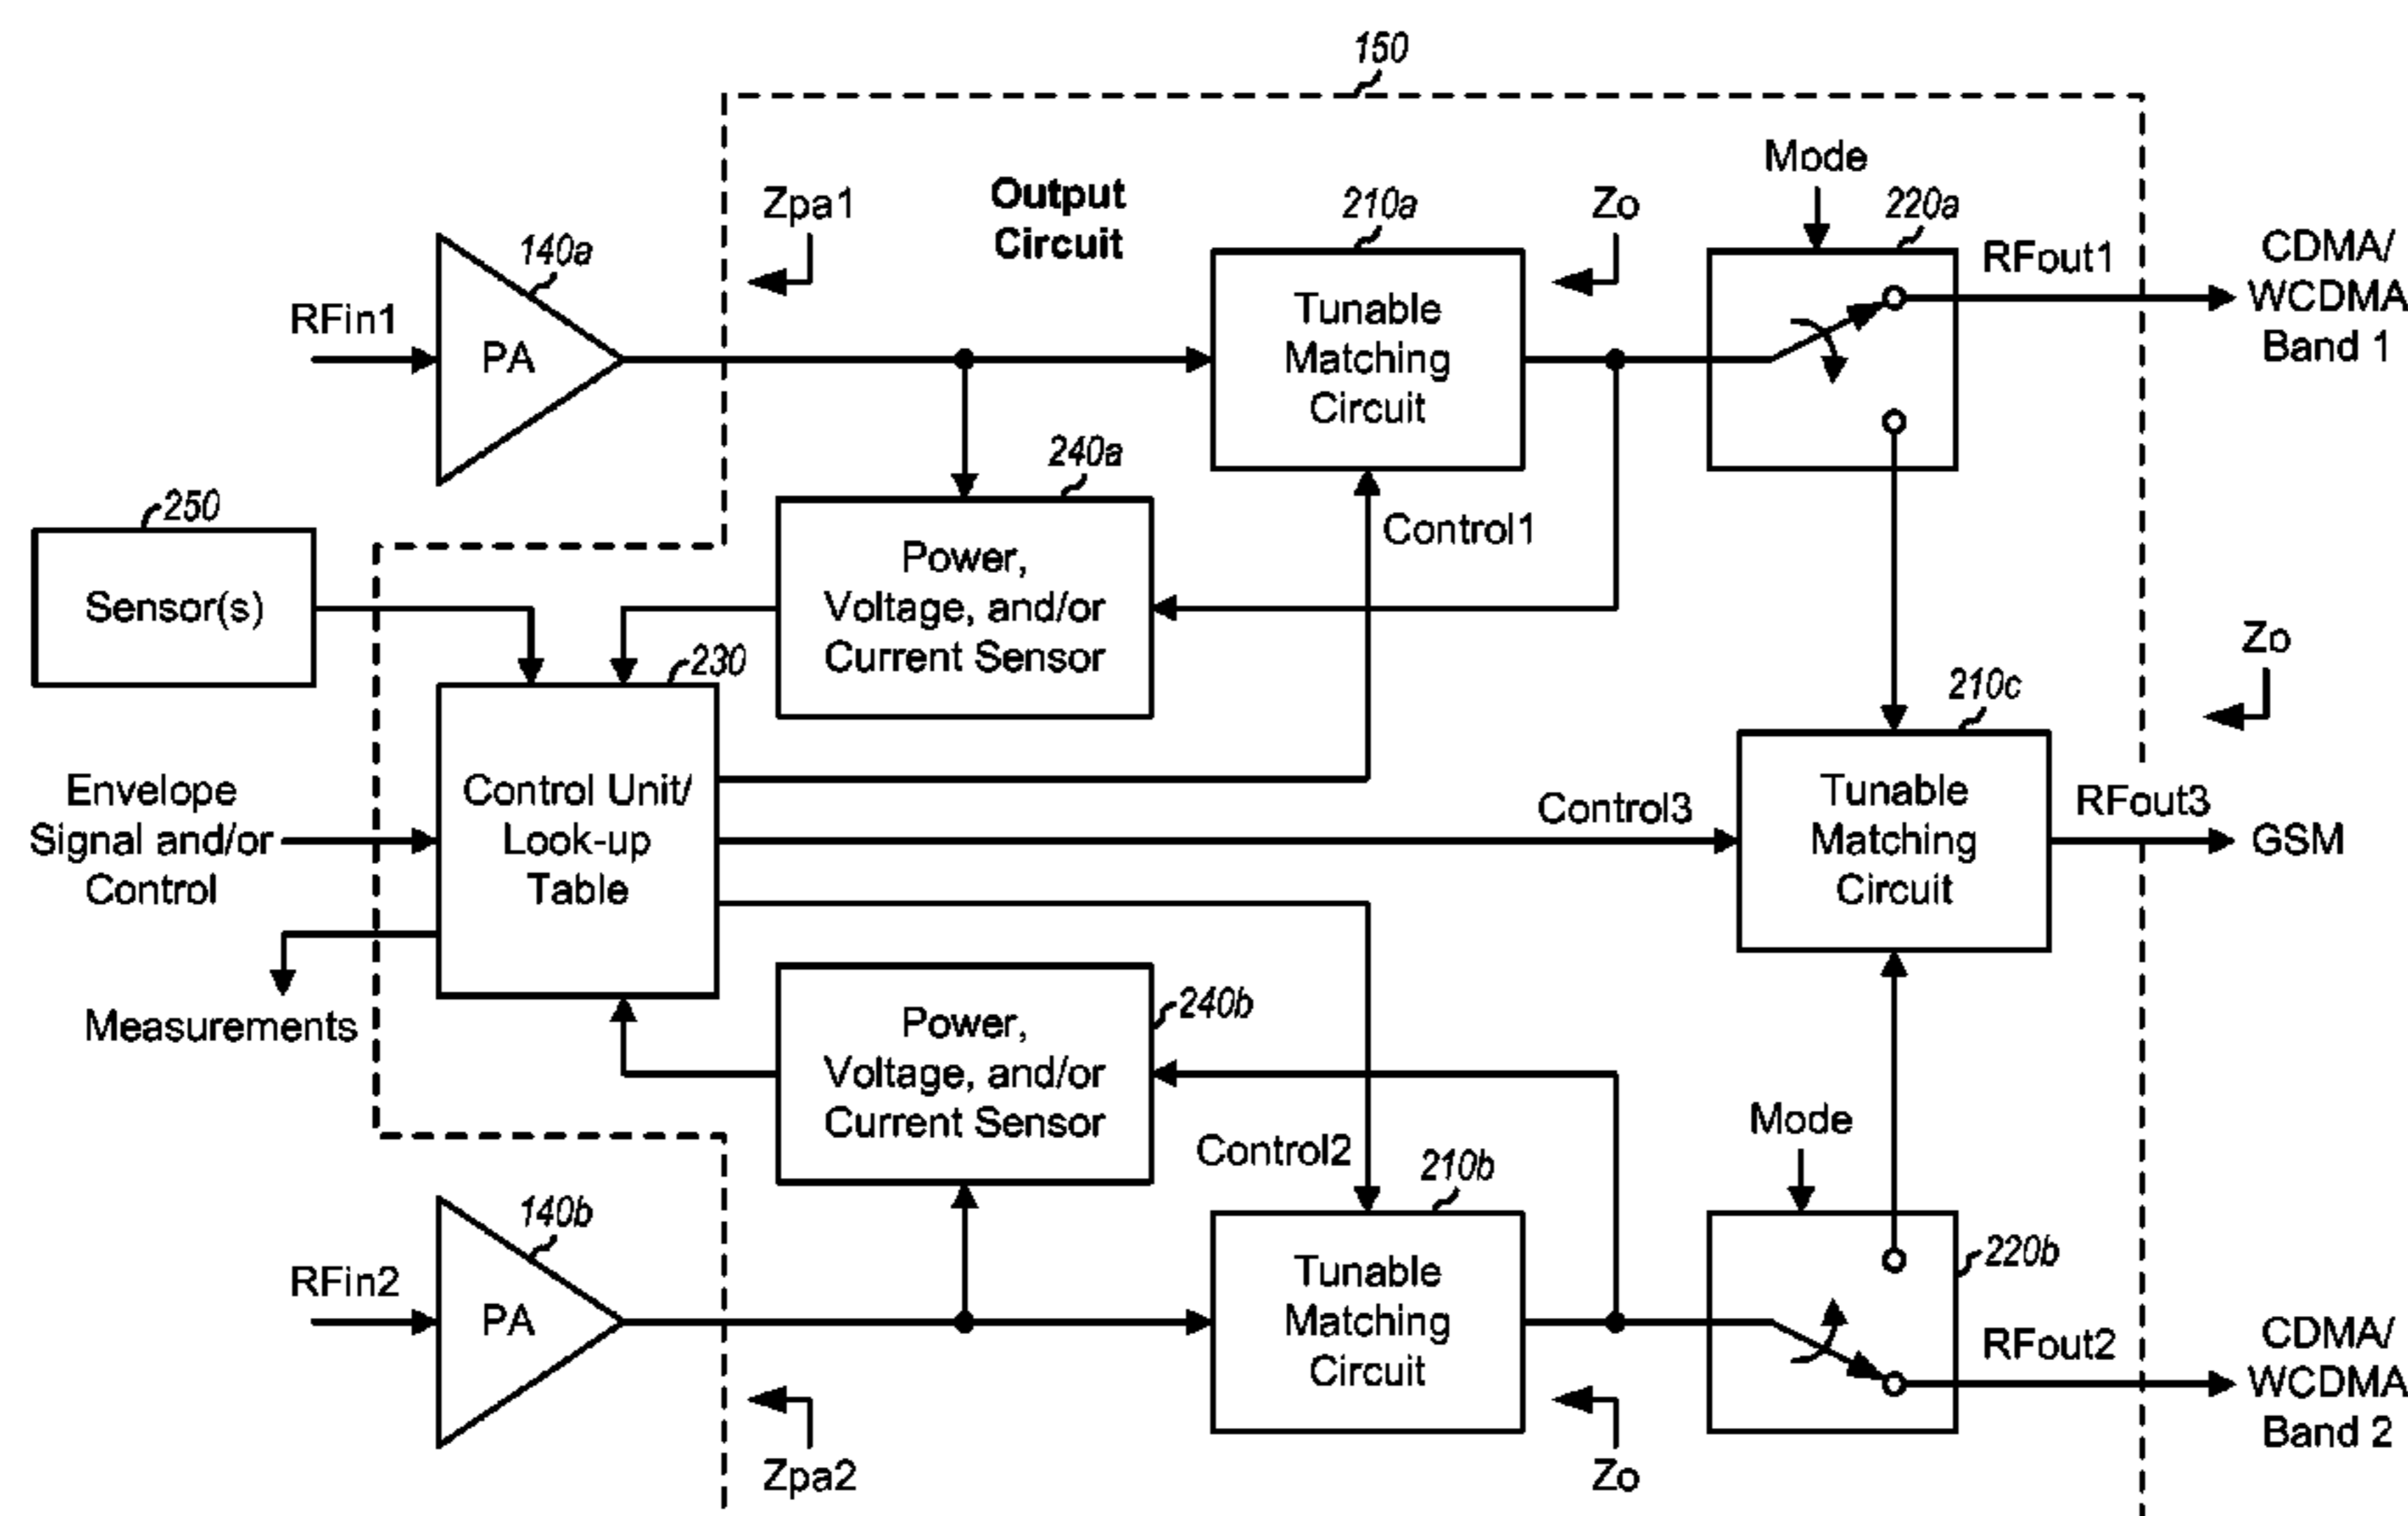 150
Mode
Zpa1
Output
Circuit
210a
Zo
220a
RFout1
CDMA/
WCDMA
Band 1
140a
RFin1
PA
Tunable
Matching
Circuit
240a
Control1
250
Sensor(s)
Power,
Voltage, and/or
Current Sensor
230
Zo
210c
Envelope
Signal and/or
Control
Control Unit/
Look-up
Table
Control3
Tunable
Matching
Circuit
RFout3
GSM
Measurements
Power,
Voltage, and/or
Current Sensor
240b
Control2
210b
Mode
140b
RFin2
PA
Tunable
Matching
Circuit
220b
RFout2
CDMA/
WCDMA
Band 2
Zpa2
Zo